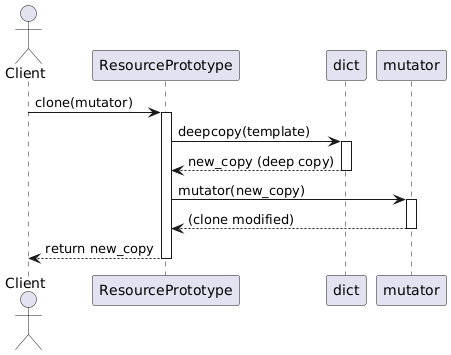 Client
ResourcePrototype
dict
mutator
clone(mutator)
deepcopy(template)
new_copy (deep copy)
mutator(new_copy)
(clone modified)
return new_copy
Client
ResourcePrototype
dict
mutator